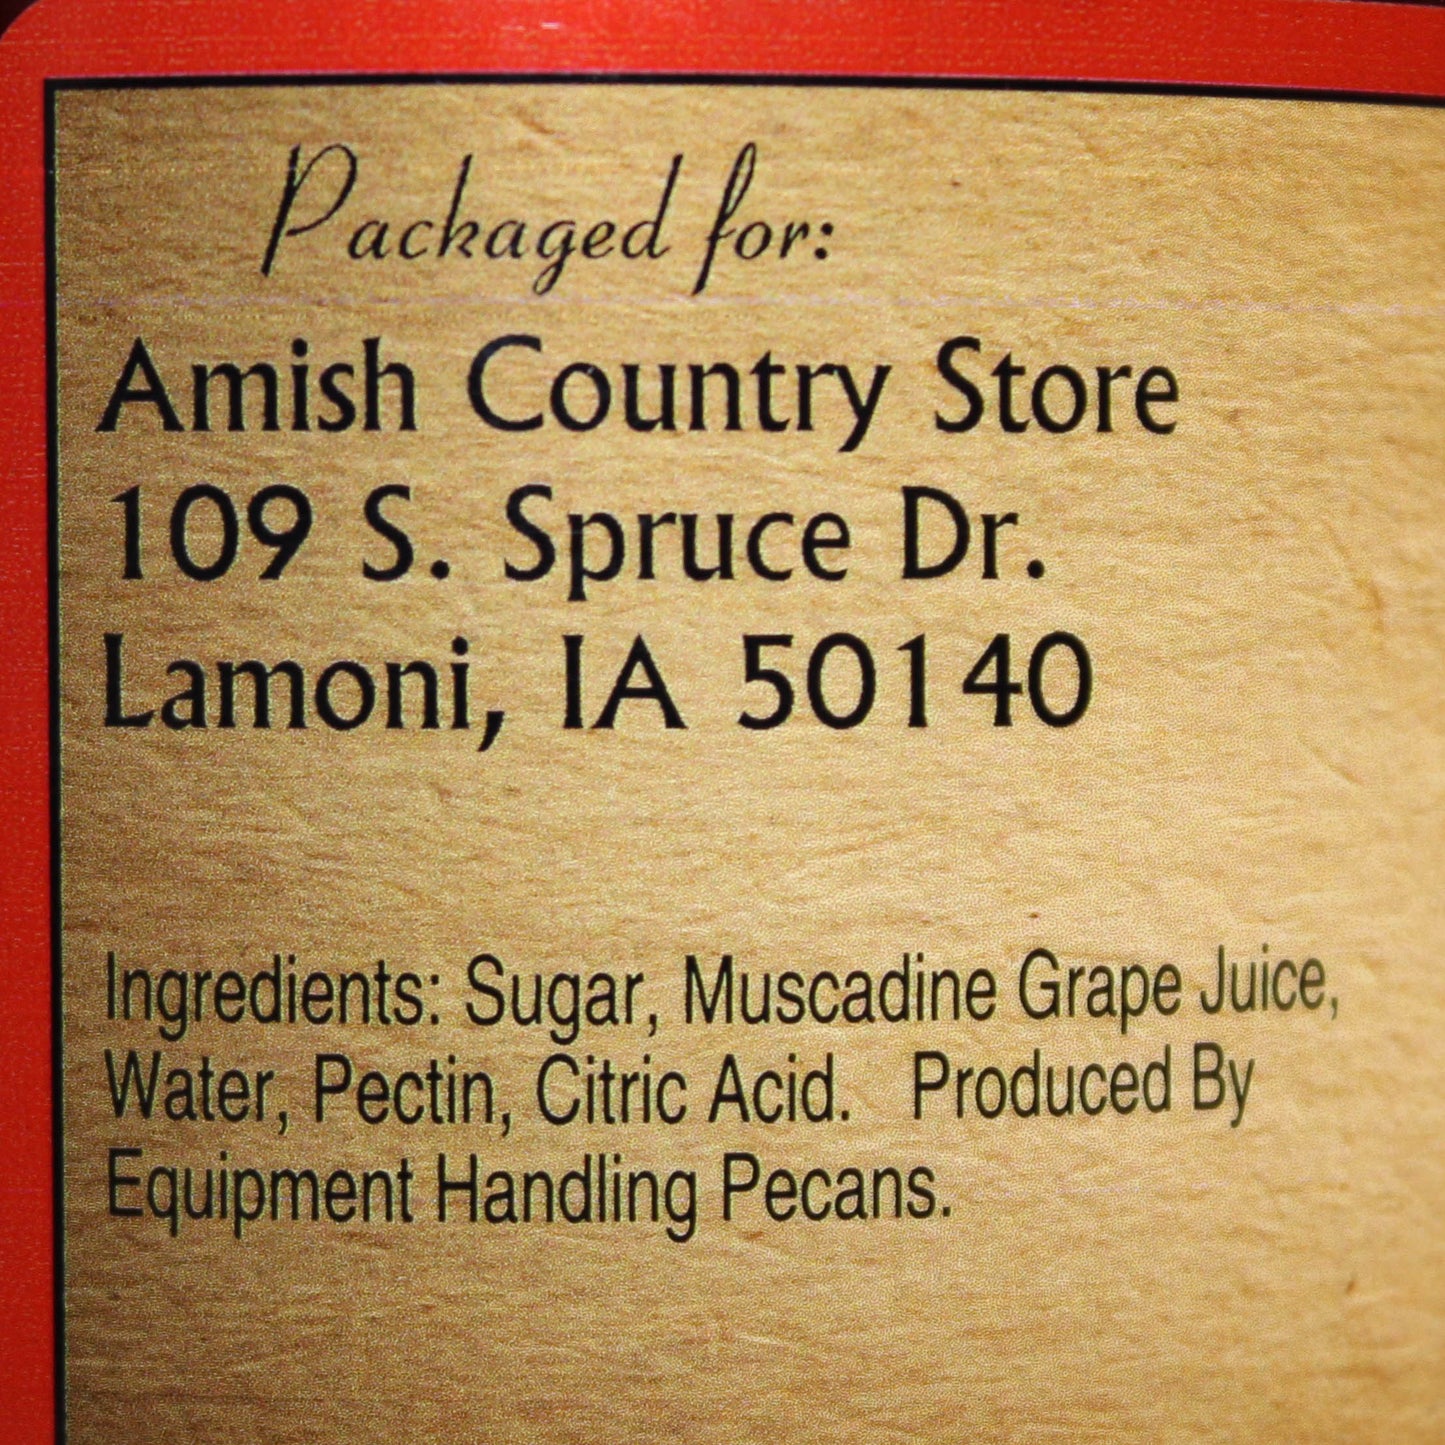 Packaged for:
Amish Country Store
109 S. Spruce Dr.
Lamoni, IA 50140
Ingredients: Sugar, Muscadine Grape Juice,
Water, Pectin, Citric Acid. Produced By
Equipment Handling Pecans.